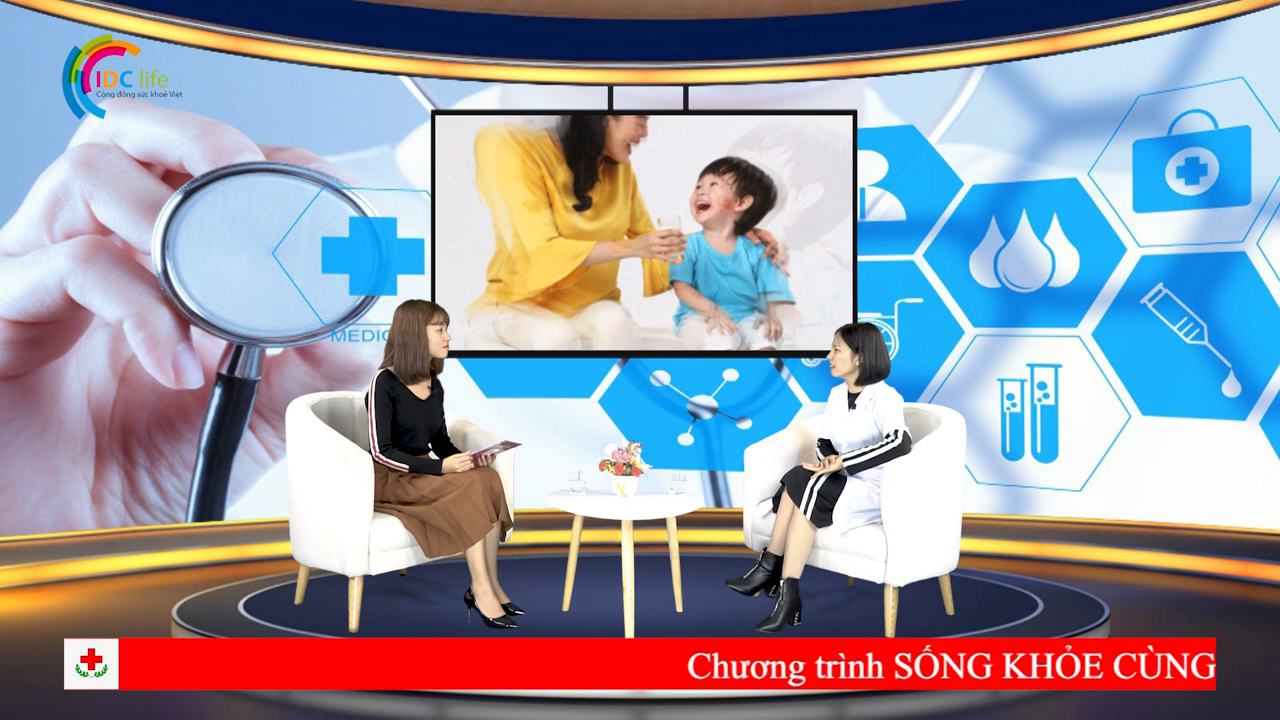 IDC life
Cộng đồng sức khoẻ Việt
MEDIC
Chương trình SỐNG KHỎE CÙNG